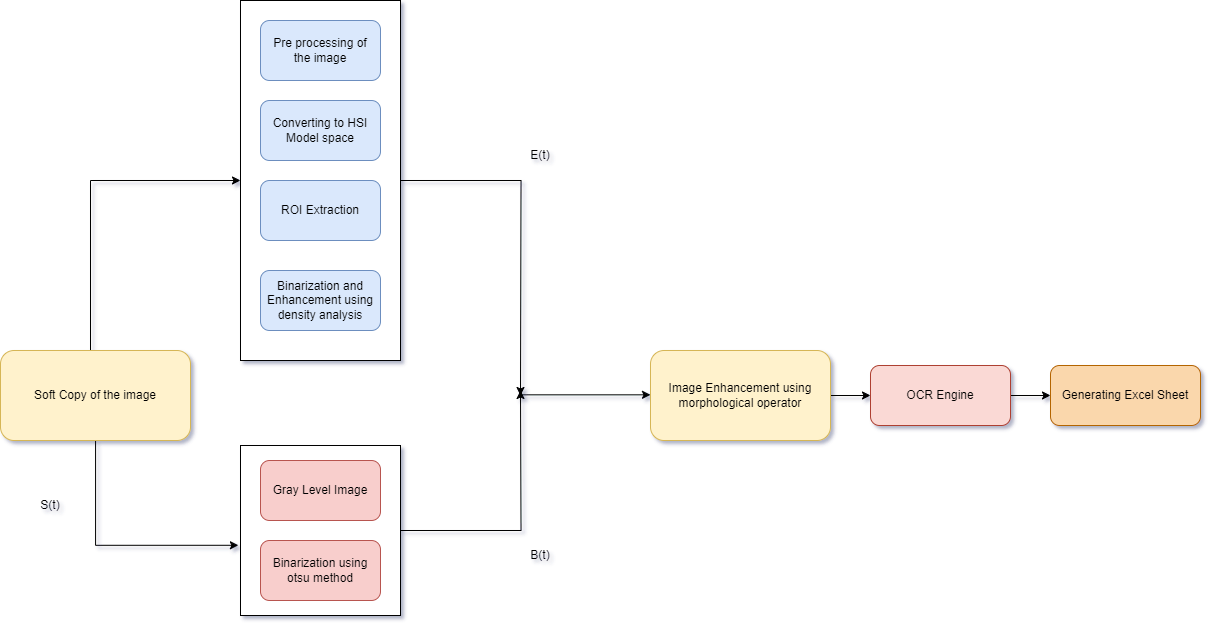 Pre processing of
the image
Converting to HSI
Model space
ROI Extraction
Binarization and
Enhancement using
density analysis
E(t)
Soft Copy of the image
Image Enhancement using
morphological operator
OCR Engine
Generating Excel Sheet
S(t)
Gray Level Image
Binarization using
otsu method
B(t)